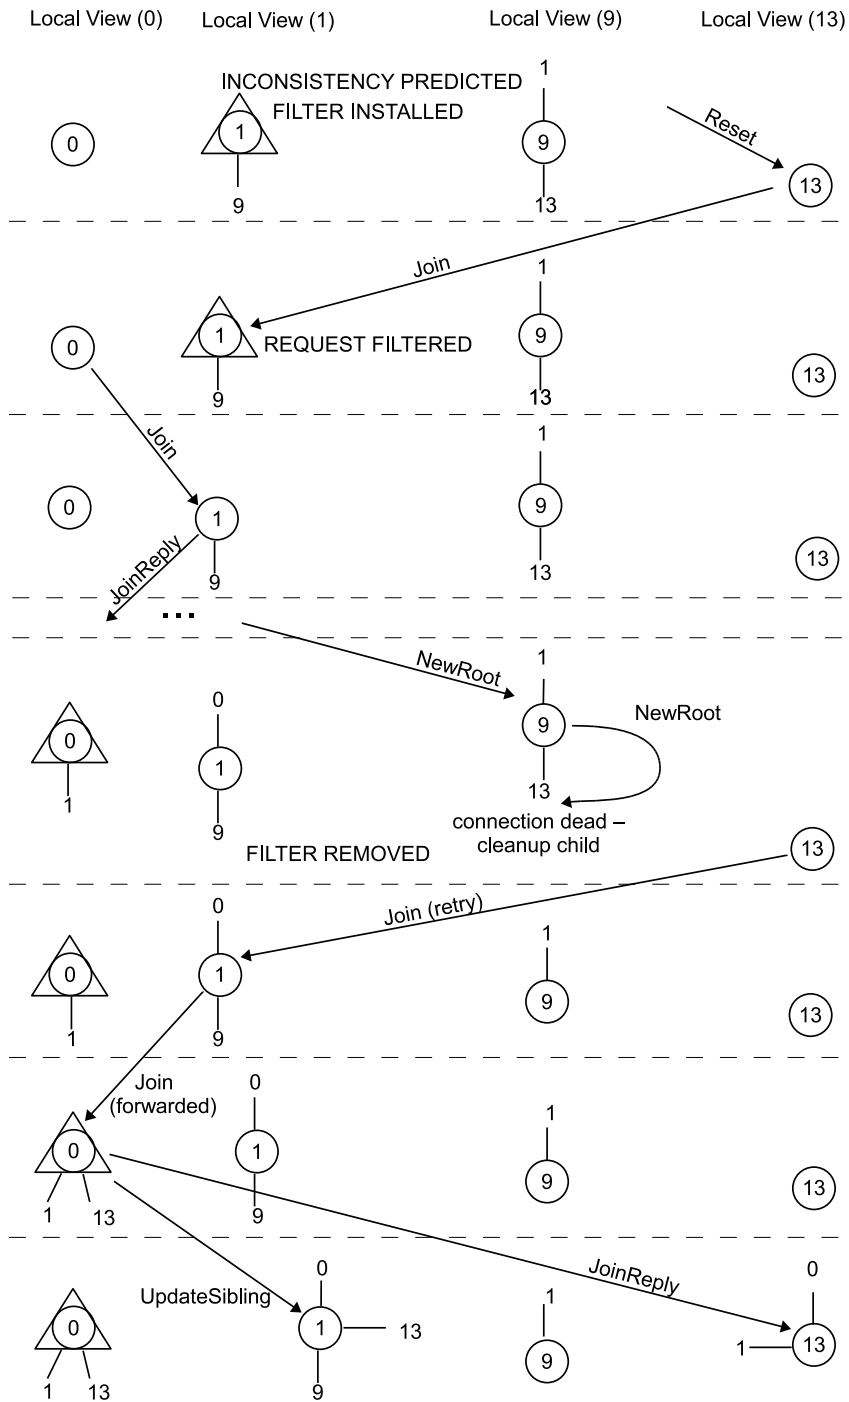 Local View (0)
Local View (1)
Local View (9)
Local View (13)
INCONSISTENCY PREDICTED
FILTER INSTALLED
0
1
9
1
9
13
Reset
13
Join
0
1
9
REQUEST FILTERED
1
9
13
13
Join
0
1
9
1
9
13
13
JoinReply
...
NewRoot
0
1
0
1
9
1
9
13
NewRoot
connection dead –
cleanup child
FILTER REMOVED
13
Join (retry)
0
1
0
1
9
1
9
13
Join
(forwarded)
0
1
13
0
1
9
1
9
13
UpdateSibling
JoinReply
0
1
13
0
1
13
9
1
9
0
1
13